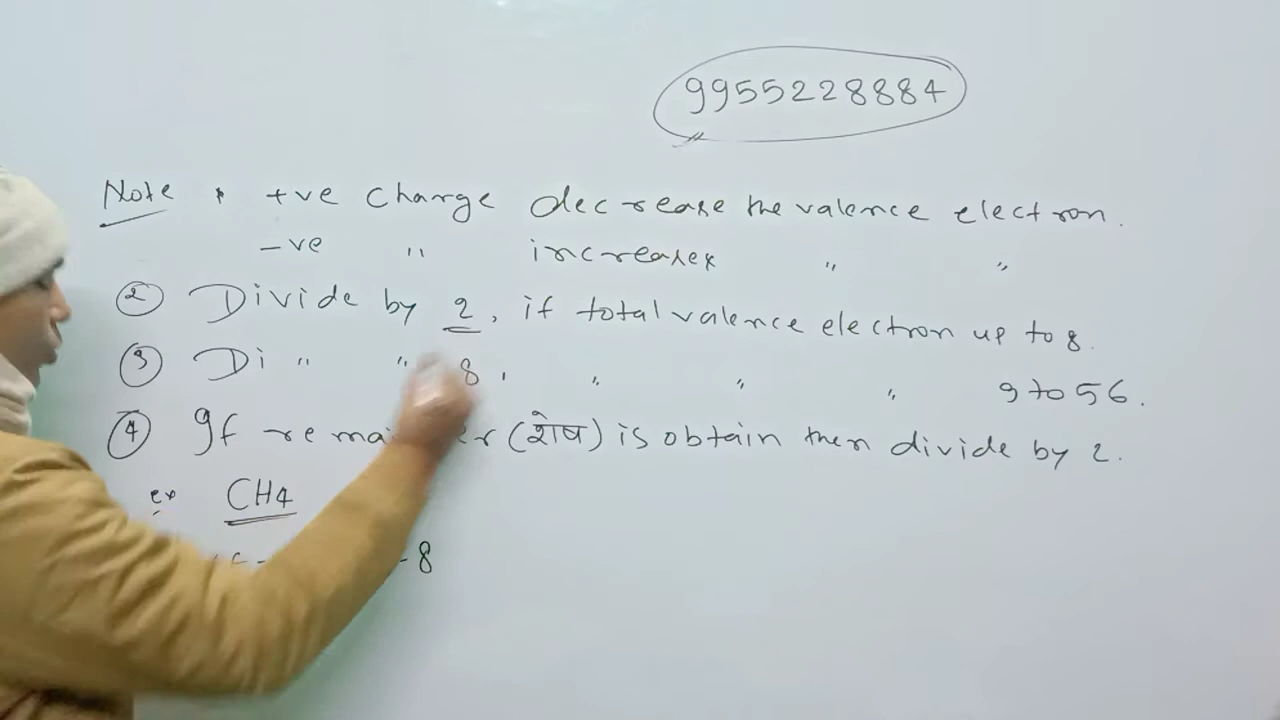 9955228884
Note * +ve charge decrease the valence electron.
-ve " increases " "
② Divide by 2, if total valence electron up to 8.
③ Di " " 8, " " " 9 to 56.
④ If remainder (शेष) is obtain then divide by 2.
ex CH4
-8